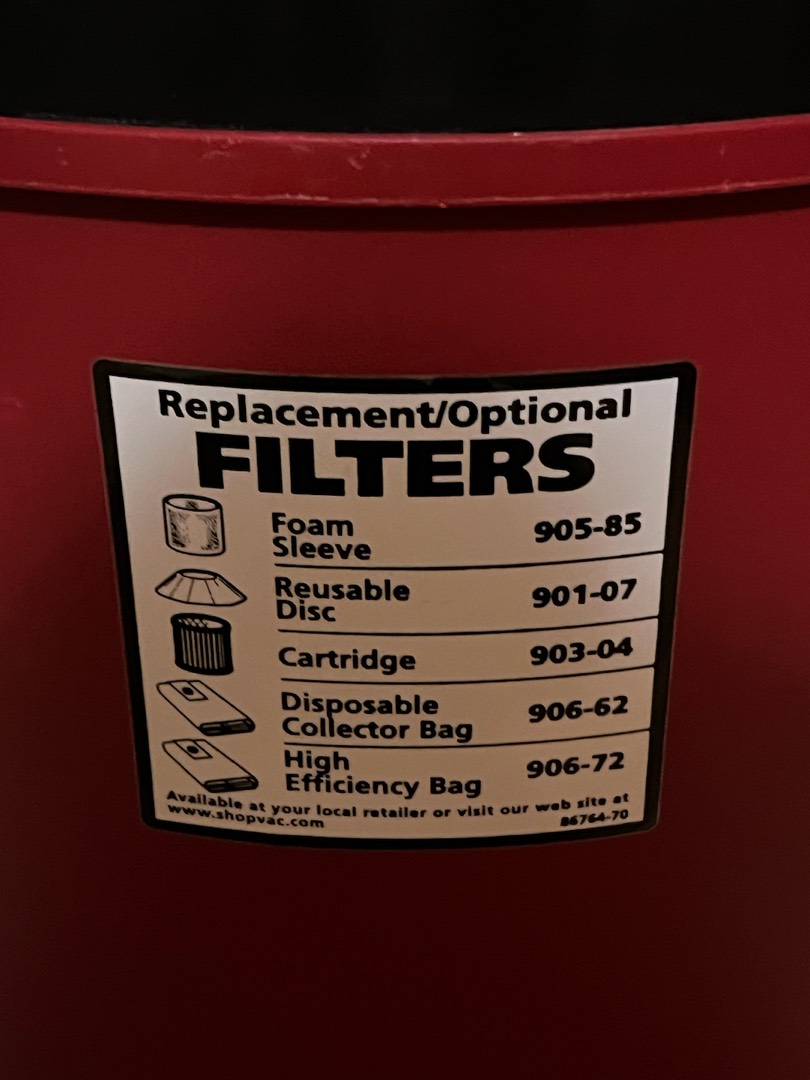 Replacement/Optional
FILTERS
Foam
Sleeve
905-85
Reusable
Disc
901-07
Cartridge
903-04
Disposable
Collector Bag
906-62
High
Efficiency Bag
906-72
Available at your local retailer or visit our web site at
www.shopvac.com
86764-70